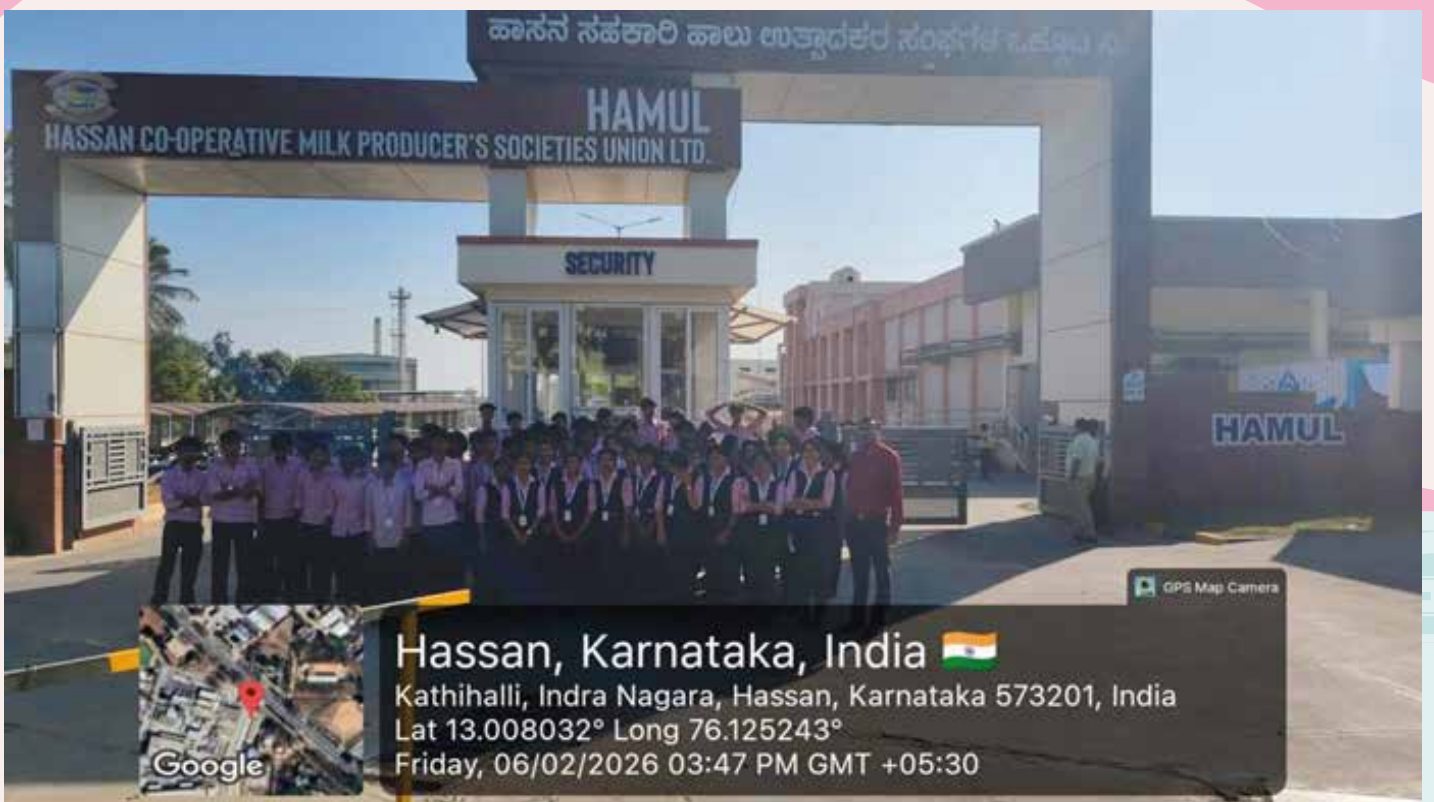 ಹಾಸನ ಸಹಕಾರಿ ಹಾಲು ಉತ್ಪಾದಕರ ಸಂಘಗಳ ಒಕ್ಕೂಟ ನಿ.
HAMUL
HASSAN CO-OPERATIVE MILK PRODUCER'S SOCIETIES UNION LTD.
SECURITY
HAMUL
GPS Map Camera
Hassan, Karnataka, India
Kathihalli, Indra Nagara, Hassan, Karnataka 573201, India
Lat 13.008032° Long 76.125243°
Friday, 06/02/2026 03:47 PM GMT +05:30
Google